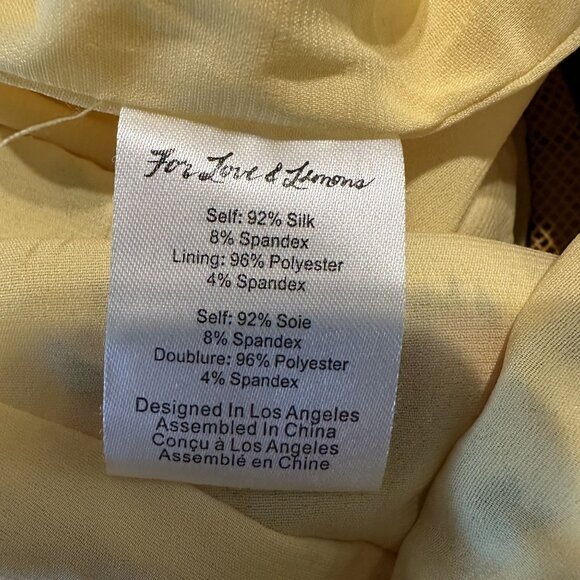 For Love & Lemons
Self: 92% Silk
8% Spandex
Lining: 96% Polyester
4% Spandex
Self: 92% Soie
8% Spandex
Doublure: 96% Polyester
4% Spandex
Designed In Los Angeles
Assembled In China
Conçu à Los Angeles
Assemblé en Chine